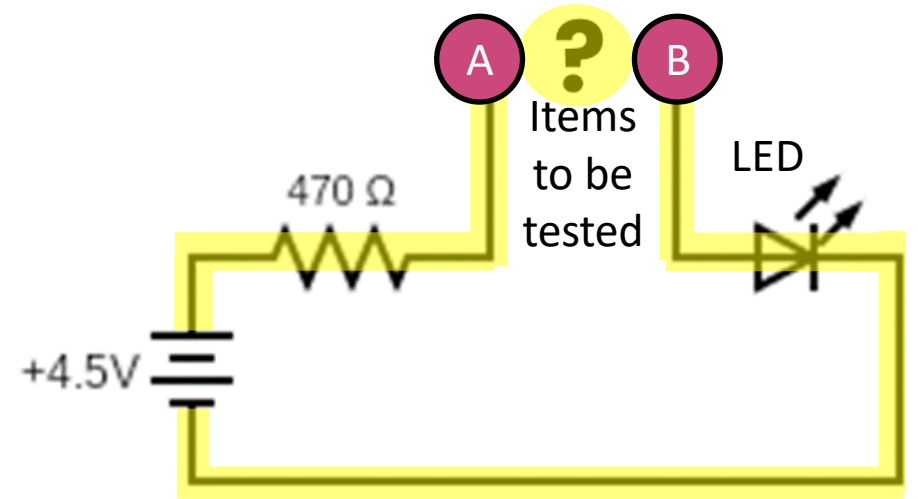 A
?
B
Items
to be
tested
LED
470 Ω
+4.5V